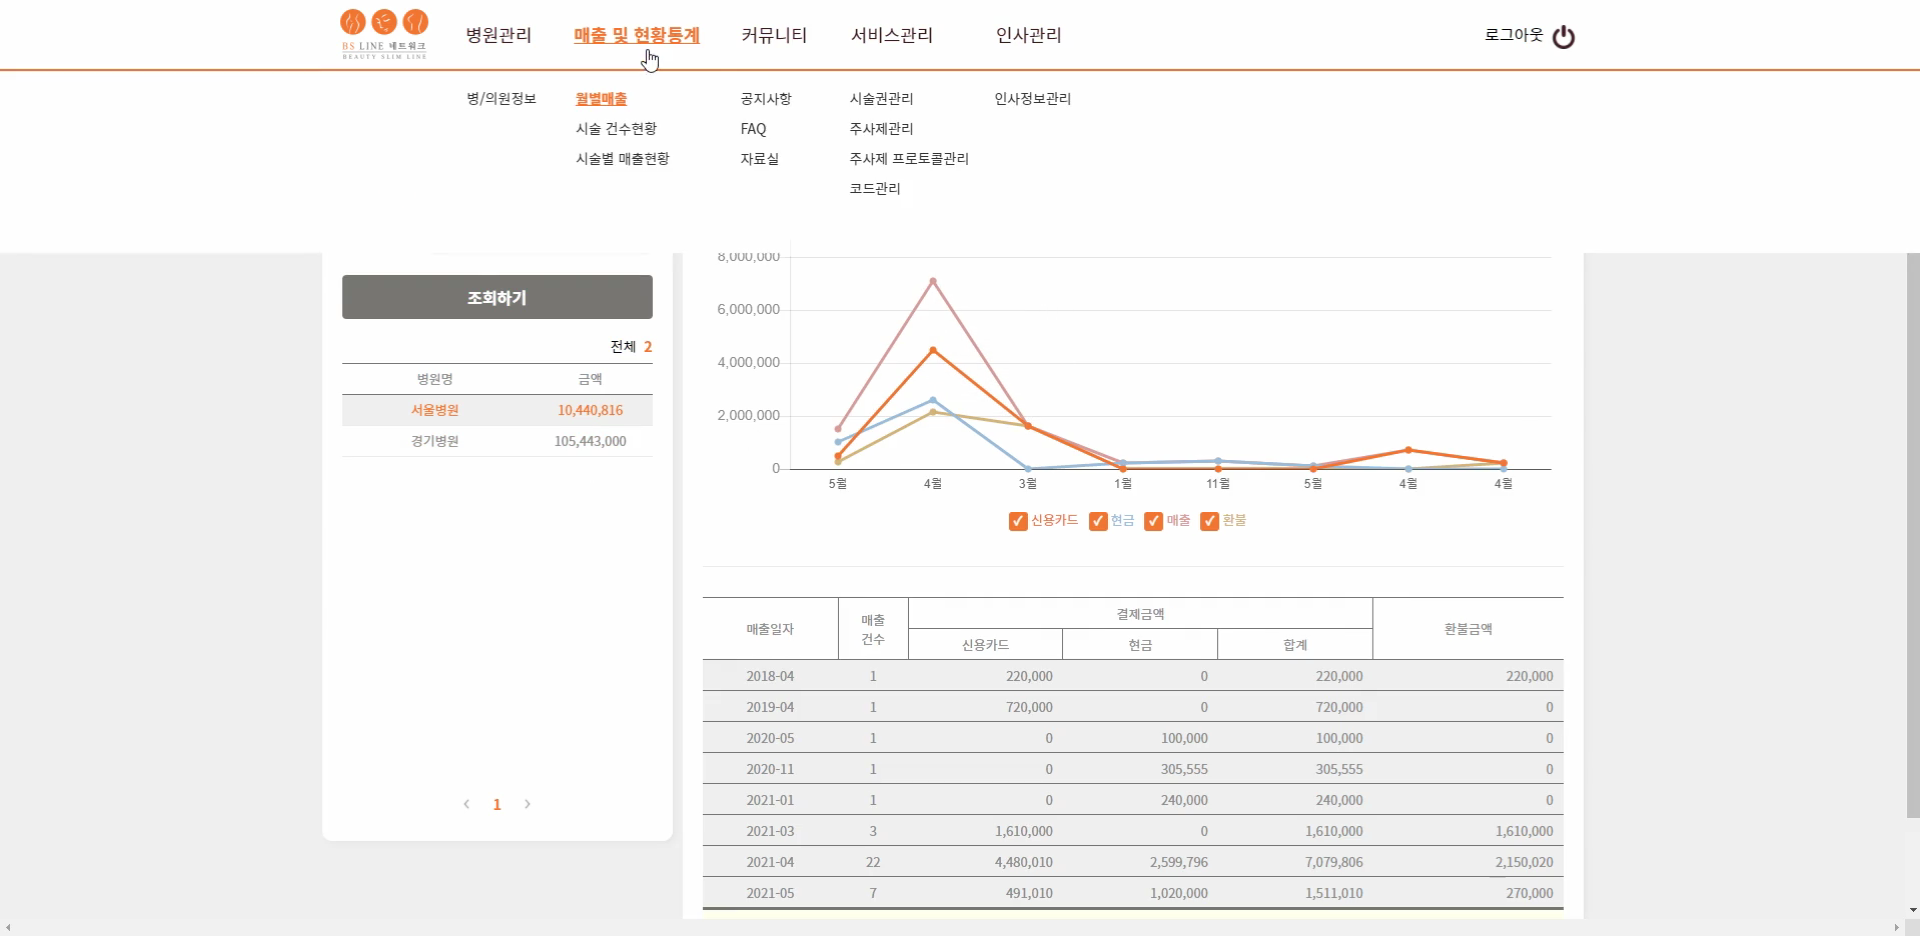 BS LINE 네트워크
BEAUTY SLIM LINE
병원관리 매출 및 현황통계 커뮤니티 서비스관리 인사관리 로그아웃
병/의원정보 월별매출 공지사항 시술권관리 인사정보관리
시술 건수현황 FAQ 주사제관리
시술별 매출현황 자료실 주사제 프로토콜관리
코드관리
8,000,000
조회하기
6,000,000
전체 2
4,000,000
병원명 금액
서울병원 10,440,816
2,000,000
경기병원 105,443,000
0
5월 4월 3월 1월 11월 5월 4월 4월
신용카드 현금 매출 환불
매출일자 매출 건수 결제금액 환불금액
신용카드 현금 합계
2018-04 1 220,000 0 220,000 220,000
2019-04 1 720,000 0 720,000 0
2020-05 1 0 100,000 100,000 0
2020-11 1 0 305,555 305,555 0
2021-01 1 0 240,000 240,000 0
2021-03 3 1,610,000 0 1,610,000 1,610,000
2021-04 22 4,480,010 2,599,796 7,079,806 2,150,020
2021-05 7 491,010 1,020,000 1,511,010 270,000
‹ 1 ›